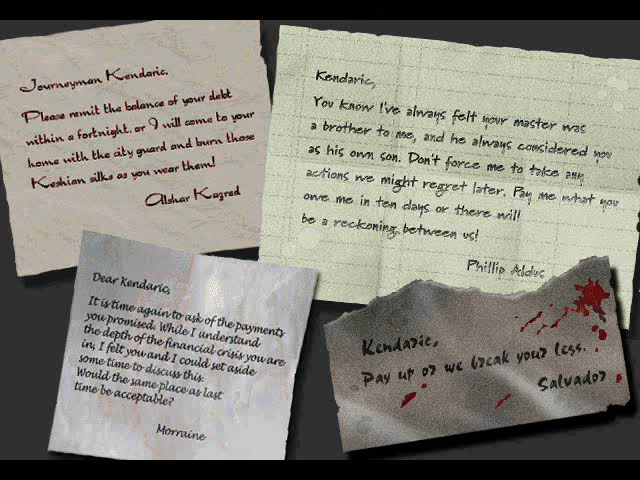 Journeyman Kendaric,
Please remit the balance of your debt
within a fortnight, or I will come to your
home with the city guard and burn those
Keshian silks as you wear them!
Alshar Kazred
Kendaric,
You know I've always felt your master was
a brother to me, and he always considered you
as his own son. Don't force me to take any
actions we might regret later. Pay me what you
owe me in ten days or there will
be a reckoning between us!
Phillip Aldus
Dear Kendaric,
It is time again to ask of the payments
you promised. While I understand
the depth of the financial crisis you are
in, I felt you and I could set aside
some time to discuss this.
Would the same place as last
time be acceptable?
Morraine
Kendaric,
Pay up or we break your legs.
Salvador